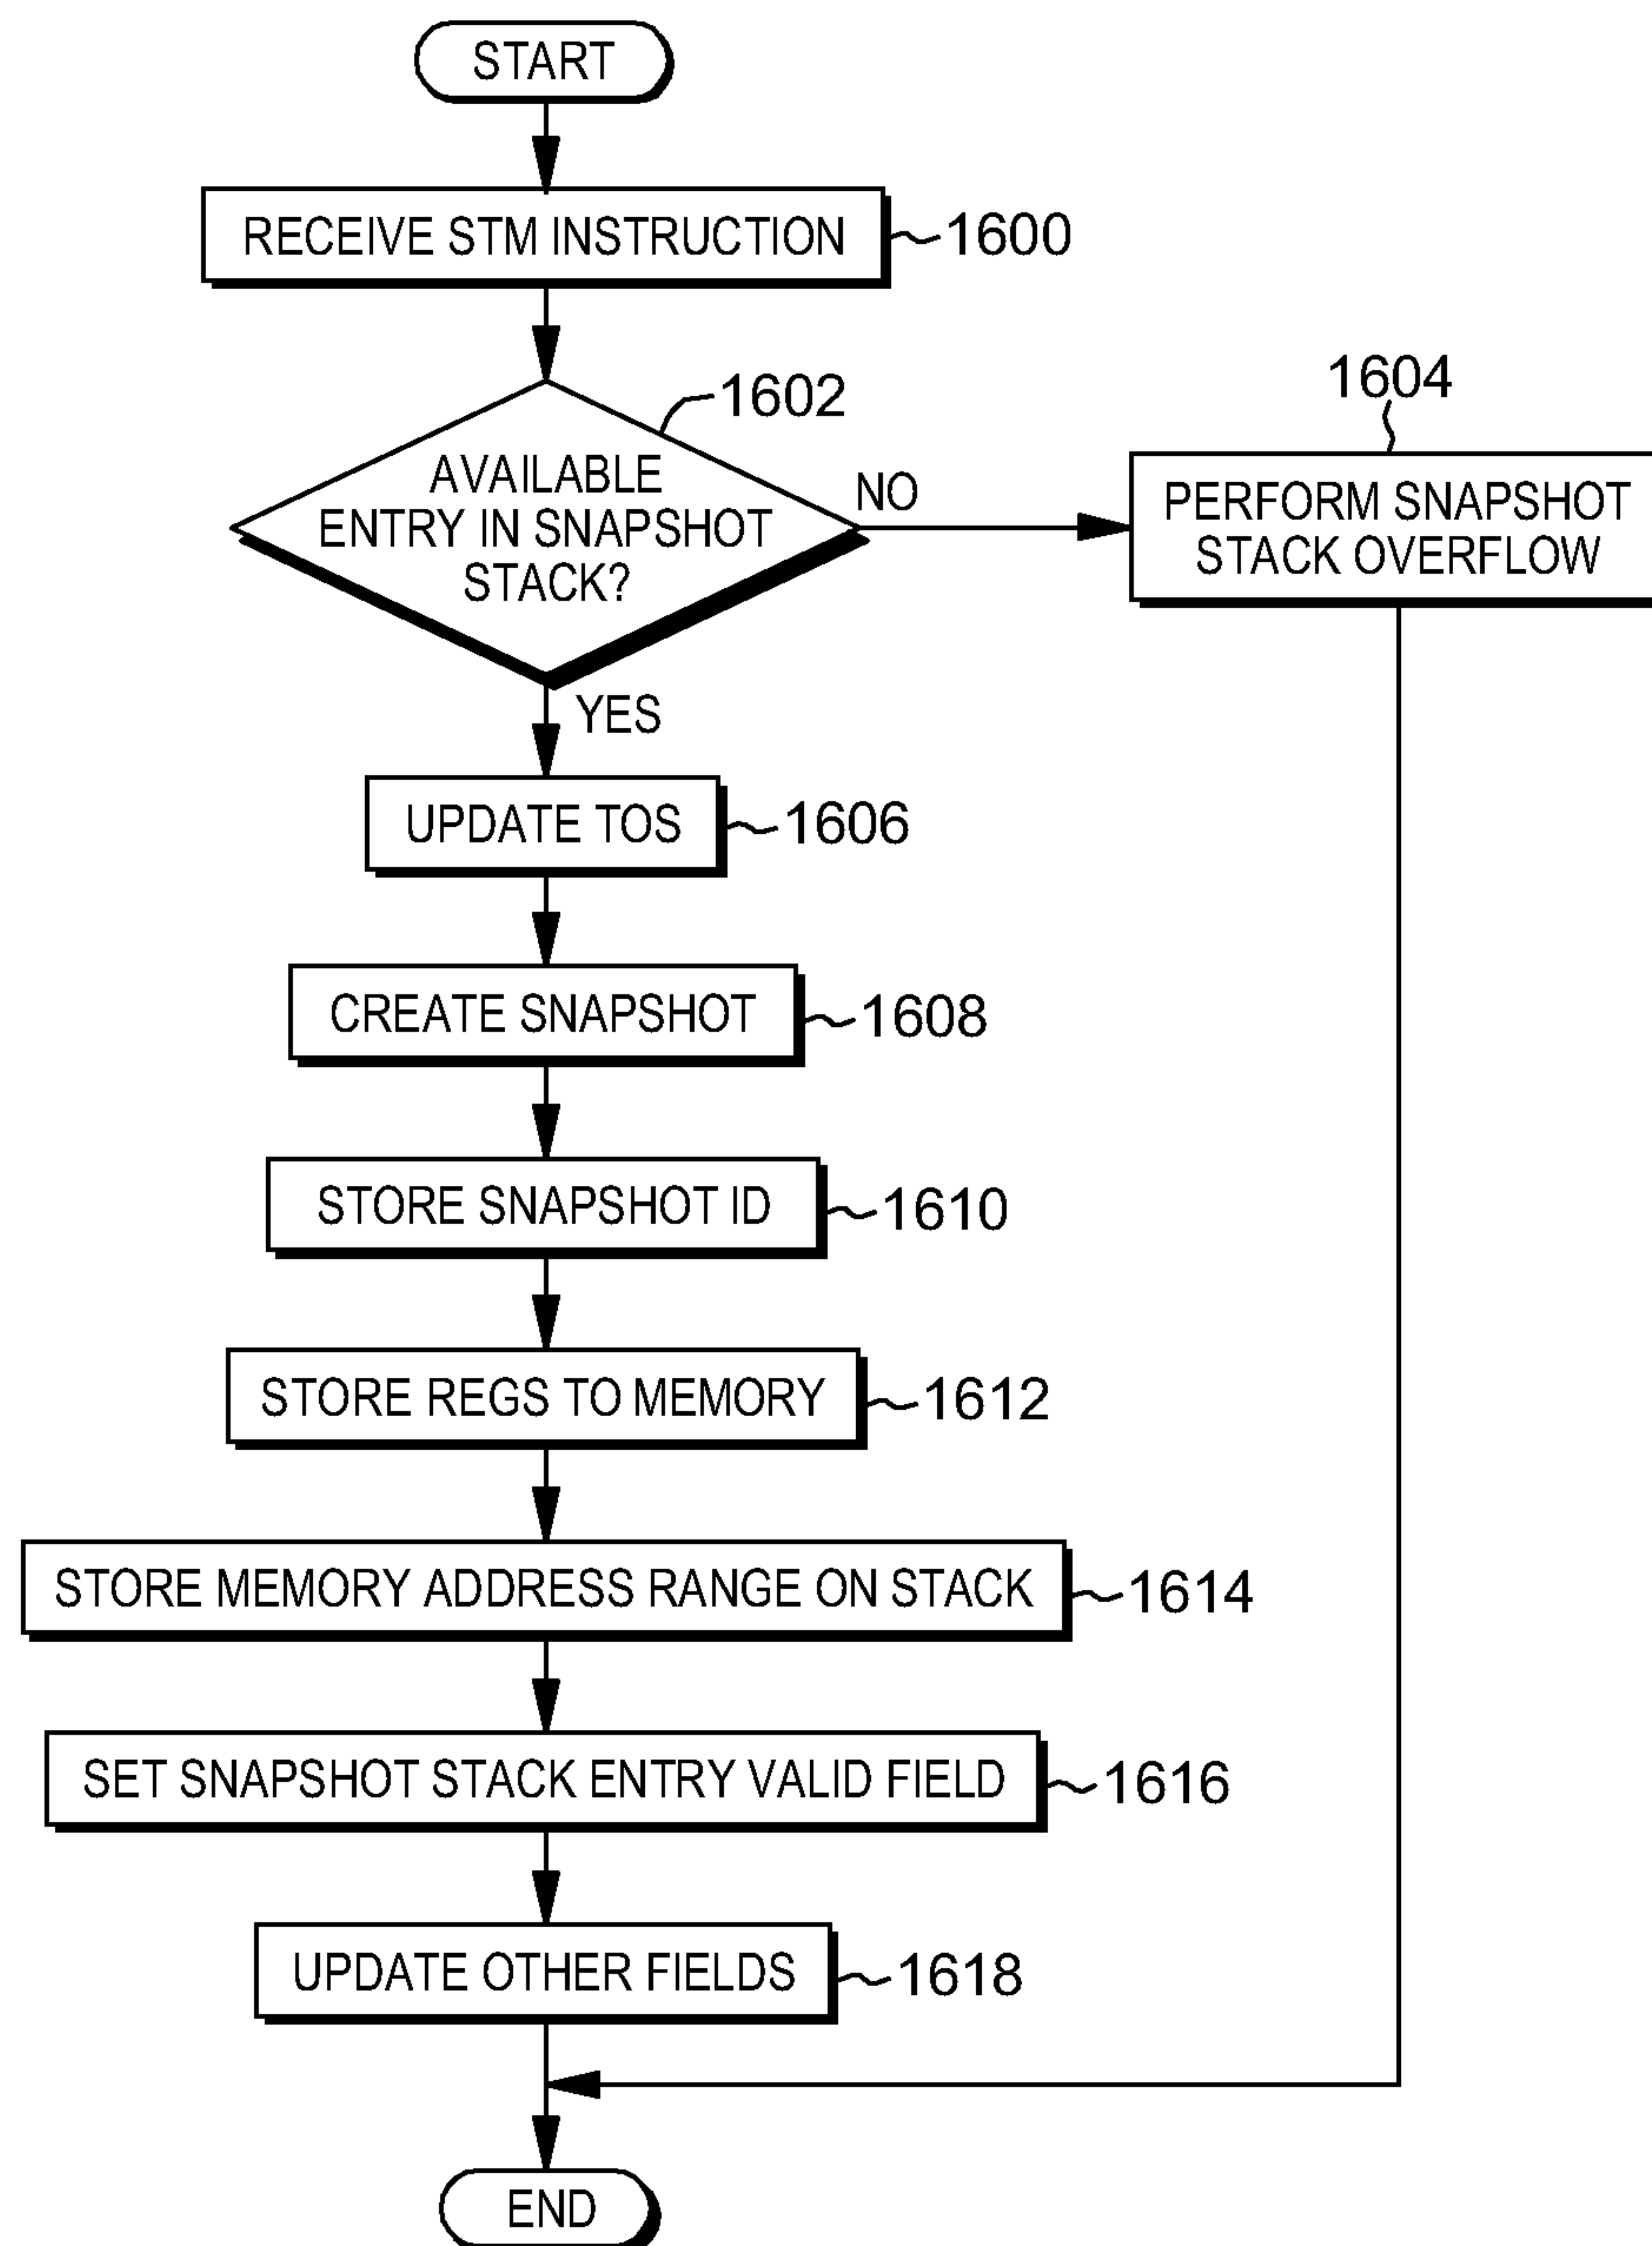 START
RECEIVE STM INSTRUCTION
1600
1602
AVAILABLE
ENTRY IN SNAPSHOT
STACK?
NO
1604
PERFORM SNAPSHOT
STACK OVERFLOW
YES
UPDATE TOS
1606
CREATE SNAPSHOT
1608
STORE SNAPSHOT ID
1610
STORE REGS TO MEMORY
1612
STORE MEMORY ADDRESS RANGE ON STACK
1614
SET SNAPSHOT STACK ENTRY VALID FIELD
1616
UPDATE OTHER FIELDS
1618
END